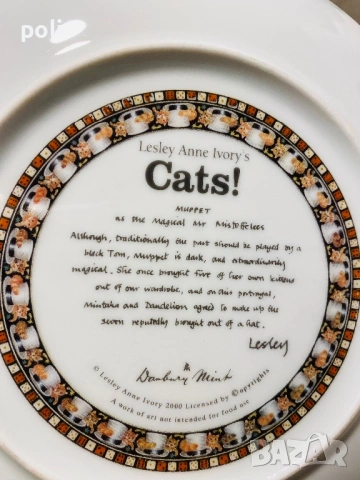 poli
Lesley Anne Ivory's
Cats!
MUPPET
as the Magical Mr Mistoffelees
Although, traditionally the part should be played by a
black Tom, Muppet is dark, and extraordinarily
magical. She once brought five of her own kittens
out of our wardrobe, and in this portrayal,
Mintaka and Dandelion agreed to make up the
seven reputedly brought out of a hat.
Lesley
Danbury Mint
© Lesley Anne Ivory 2000 Licensed by ©opyrights
A work of art not intended for food use
BAZAR
bg